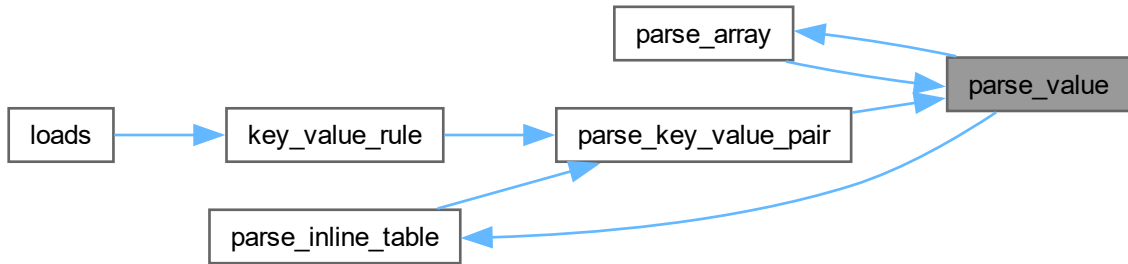 parse_array
parse_value
loads
key_value_rule
parse_key_value_pair
parse_inline_table